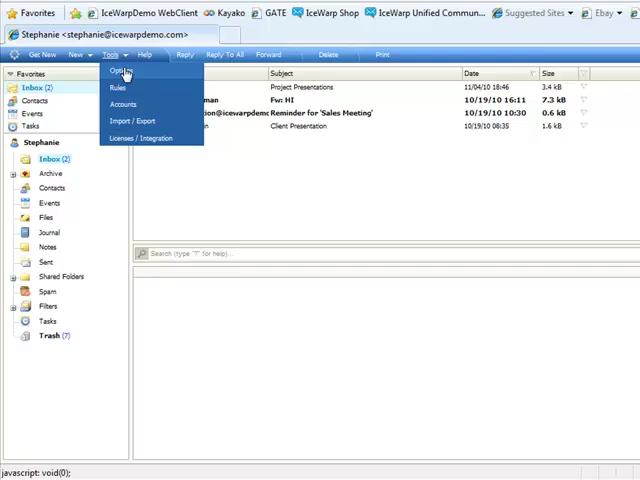 Favorites IceWarpDemo WebClient Kayako GATE IceWarp Shop IceWarp Unified Commun... Suggested Sites Ebay
Stephanie <stephanie@icewarpdemo.com>
Get New New Tools Help Reply Reply To All Forward Delete Print
Favorites
Inbox (2)
Contacts
Events
Tasks
Stephanie
Inbox (2)
Archive
Contacts
Events
Files
Journal
Notes
Sent
Shared Folders
Spam
Filters
Tasks
Trash (7)
Options
Rules
Accounts
Import / Export
Licenses / Integration
Subject Date Size
Project Presentations 11/04/10 18:46 3.4 kB
man Fw: HI 10/19/10 16:11 7.3 kB
on@icewarpdemo Reminder for 'Sales Meeting' 10/19/10 10:30 0.6 kB
n Client Presentation 10/19/10 08:35 1.6 kB
Search (type '?' for help)...
javascript: void(0);